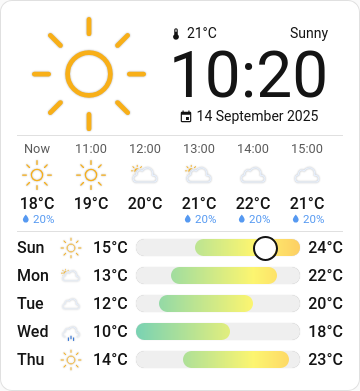 21°C Sunny
10:20
14 September 2025
Now 11:00 12:00 13:00 14:00 15:00
18°C 19°C 20°C 21°C 22°C 21°C
20% 20% 20% 20%
Sun 15°C 24°C
Mon 13°C 22°C
Tue 12°C 20°C
Wed 10°C 18°C
Thu 14°C 23°C